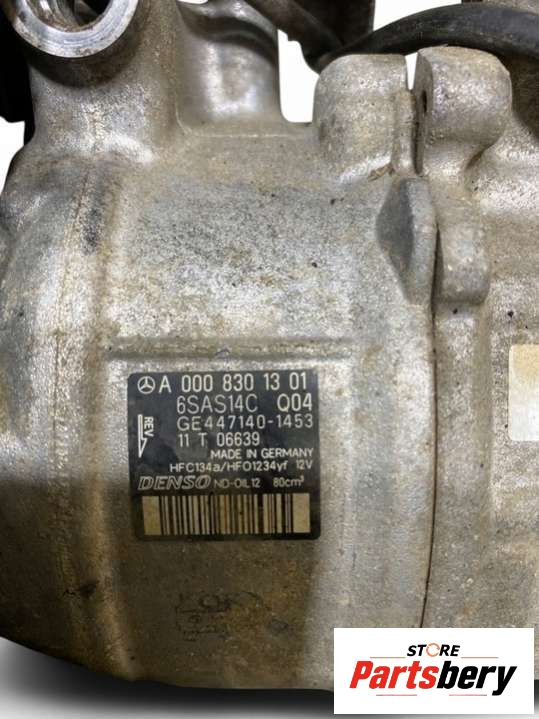 A 000 830 13 01
6SAS14C Q04
GE447140-1453
REV
11 T 06639
MADE IN GERMANY
HFC134a/HFO1234yf 12V
DENSO ND-OIL12 80cm³
STORE
Partsbery